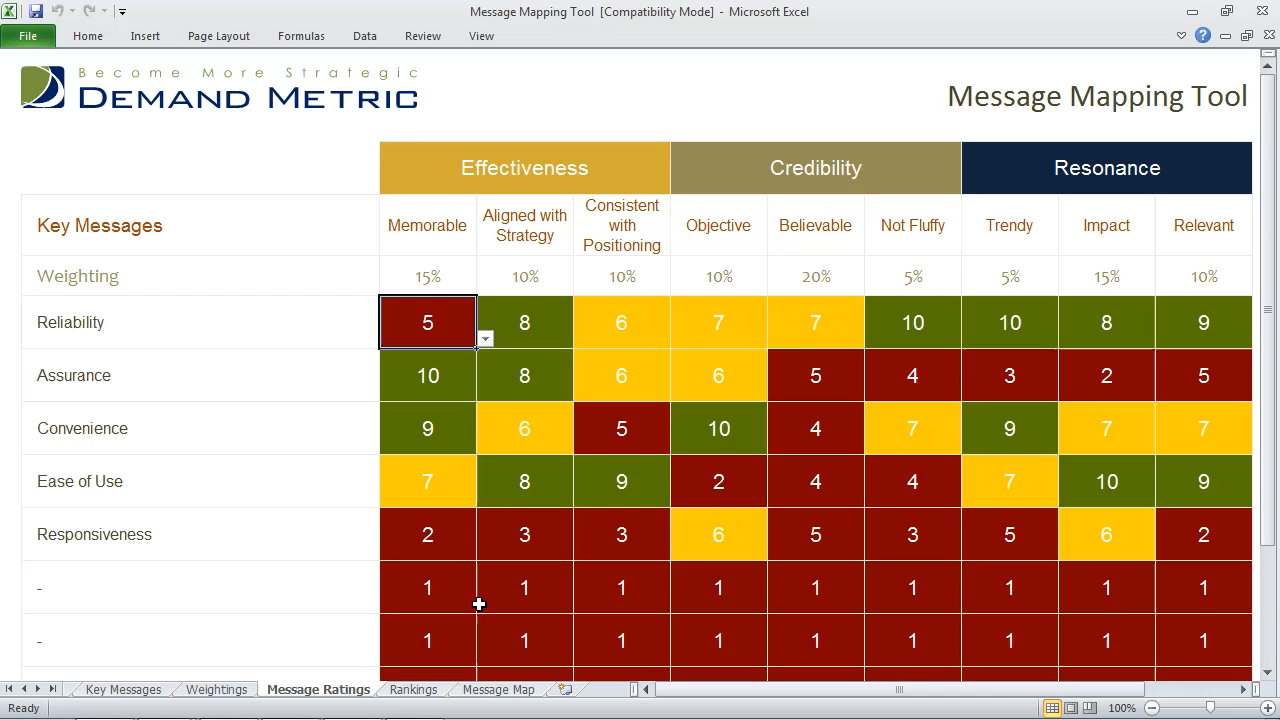 Message Mapping Tool [Compatibility Mode] - Microsoft Excel
File Home Insert Page Layout Formulas Data Review View
Become More Strategic
DEMAND METRIC
Message Mapping Tool
Effectiveness Credibility Resonance
Key Messages Memorable Aligned with Strategy Consistent with Positioning Objective Believable Not Fluffy Trendy Impact Relevant
Weighting 15% 10% 10% 10% 20% 5% 5% 15% 10%
Reliability 5 8 6 7 7 10 10 8 9
Assurance 10 8 6 6 5 4 3 2 5
Convenience 9 6 5 10 4 7 9 7 7
Ease of Use 7 8 9 2 4 4 7 10 9
Responsiveness 2 3 3 6 5 3 5 6 2
- 1 1 1 1 1 1 1 1 1
- 1 1 1 1 1 1 1 1 1
Key Messages Weightings Message Ratings Rankings Message Map
Ready 100%